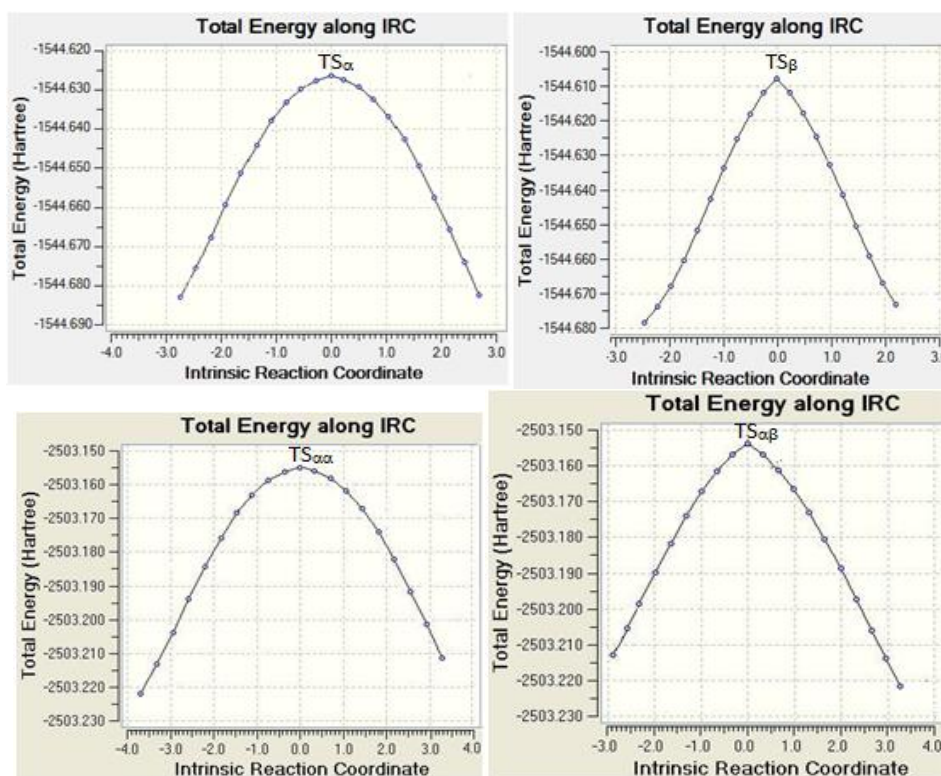 Total Energy along IRC
TSα
Total Energy (Hartree)
-1544.620
-1544.630
-1544.640
-1544.650
-1544.660
-1544.670
-1544.680
-1544.690
-4.0 -3.0 -2.0 -1.0 0.0 1.0 2.0 3.0
Intrinsic Reaction Coordinate
Total Energy along IRC
TSβ
Total Energy (Hartree)
-1544.600
-1544.610
-1544.630
-1544.640
-1544.650
-1544.660
-1544.670
-1544.680
-3.0 -2.0 -1.0 0.0 1.0 2.0 3.0
Intrinsic Reaction Coordinate
Total Energy along IRC
TSαα
Total Energy (Hartree)
-2503.150
-2503.160
-2503.170
-2503.180
-2503.190
-2503.200
-2503.210
-2503.220
-2503.230
-4.0 -3.0 -2.0 -1.0 0.0 1.0 2.0 3.0 4.0
Intrinsic Reaction Coordinate
Total Energy along IRC
TSαβ
Total Energy (Hartree)
-2503.150
-2503.160
-2503.170
-2503.180
-2503.190
-2503.200
-2503.210
-2503.220
-2503.230
-3.0 -2.0 -1.0 0.0 1.0 2.0 3.0 4.0
Intrinsic Reaction Coordinate